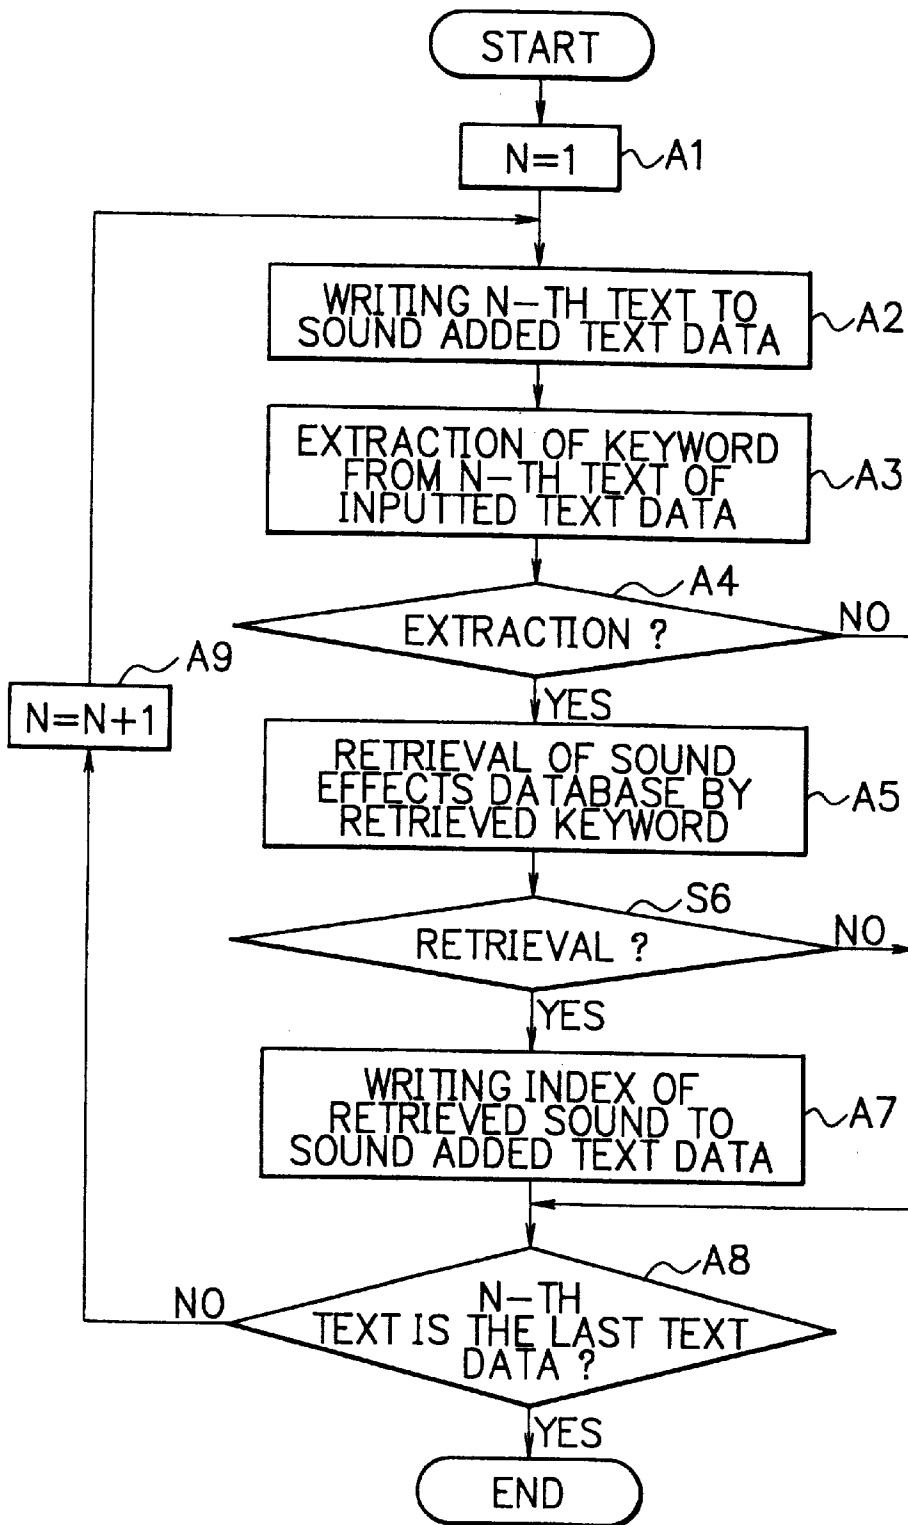 START
N=1
A1
WRITING N-TH TEXT TO
SOUND ADDED TEXT DATA
A2
EXTRACTION OF KEYWORD
FROM N-TH TEXT OF
INPUTTED TEXT DATA
A3
A4
EXTRACTION ?
NO
YES
A9
N=N+1
RETRIEVAL OF SOUND
EFFECTS DATABASE BY
RETRIEVED KEYWORD
A5
S6
RETRIEVAL ?
NO
YES
WRITING INDEX OF
RETRIEVED SOUND TO
SOUND ADDED TEXT DATA
A7
A8
N-TH
TEXT IS THE LAST TEXT
DATA ?
NO
YES
END